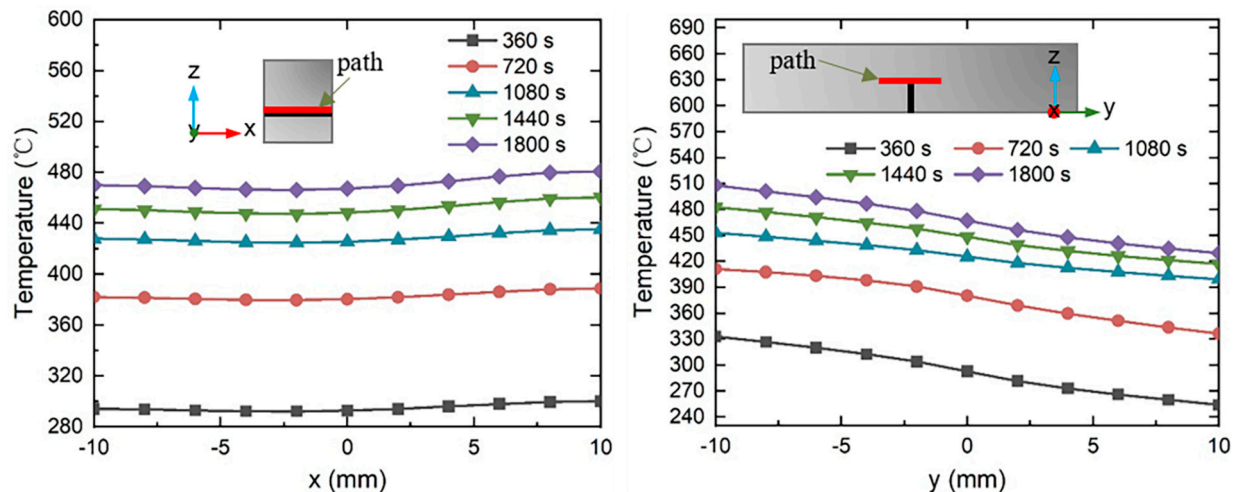 600
560
520
480
440
400
360
320
280
Temperature (℃)
-10
-5
0
5
10
x (mm)
z
y
x
path
360 s
720 s
1080 s
1440 s
1800 s
690
660
630
600
570
540
510
480
450
420
390
360
330
300
270
240
Temperature (℃)
-10
-5
0
5
10
y (mm)
path
z
x
y
360 s 720 s 1080 s
1440 s 1800 s